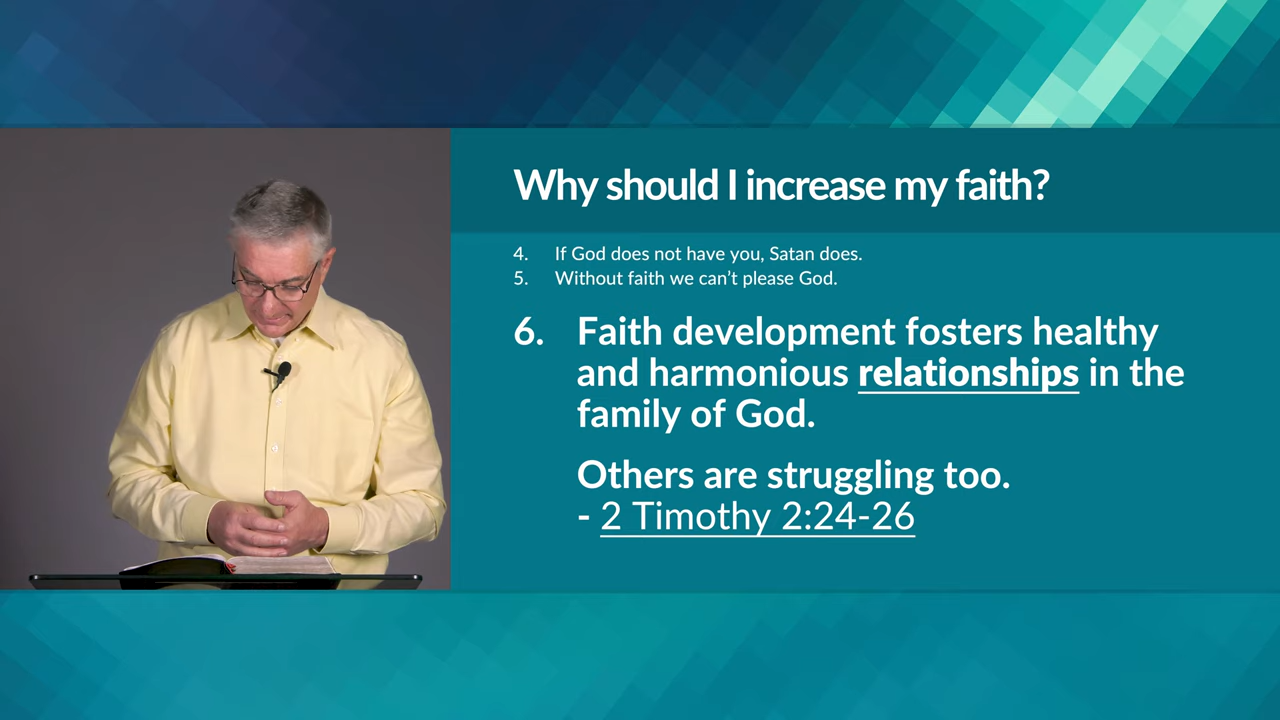 Why should I increase my faith?
4. If God does not have you, Satan does.
5. Without faith we can't please God.
6. Faith development fosters healthy
and harmonious relationships in the
family of God.
Others are struggling too.
- 2 Timothy 2:24-26